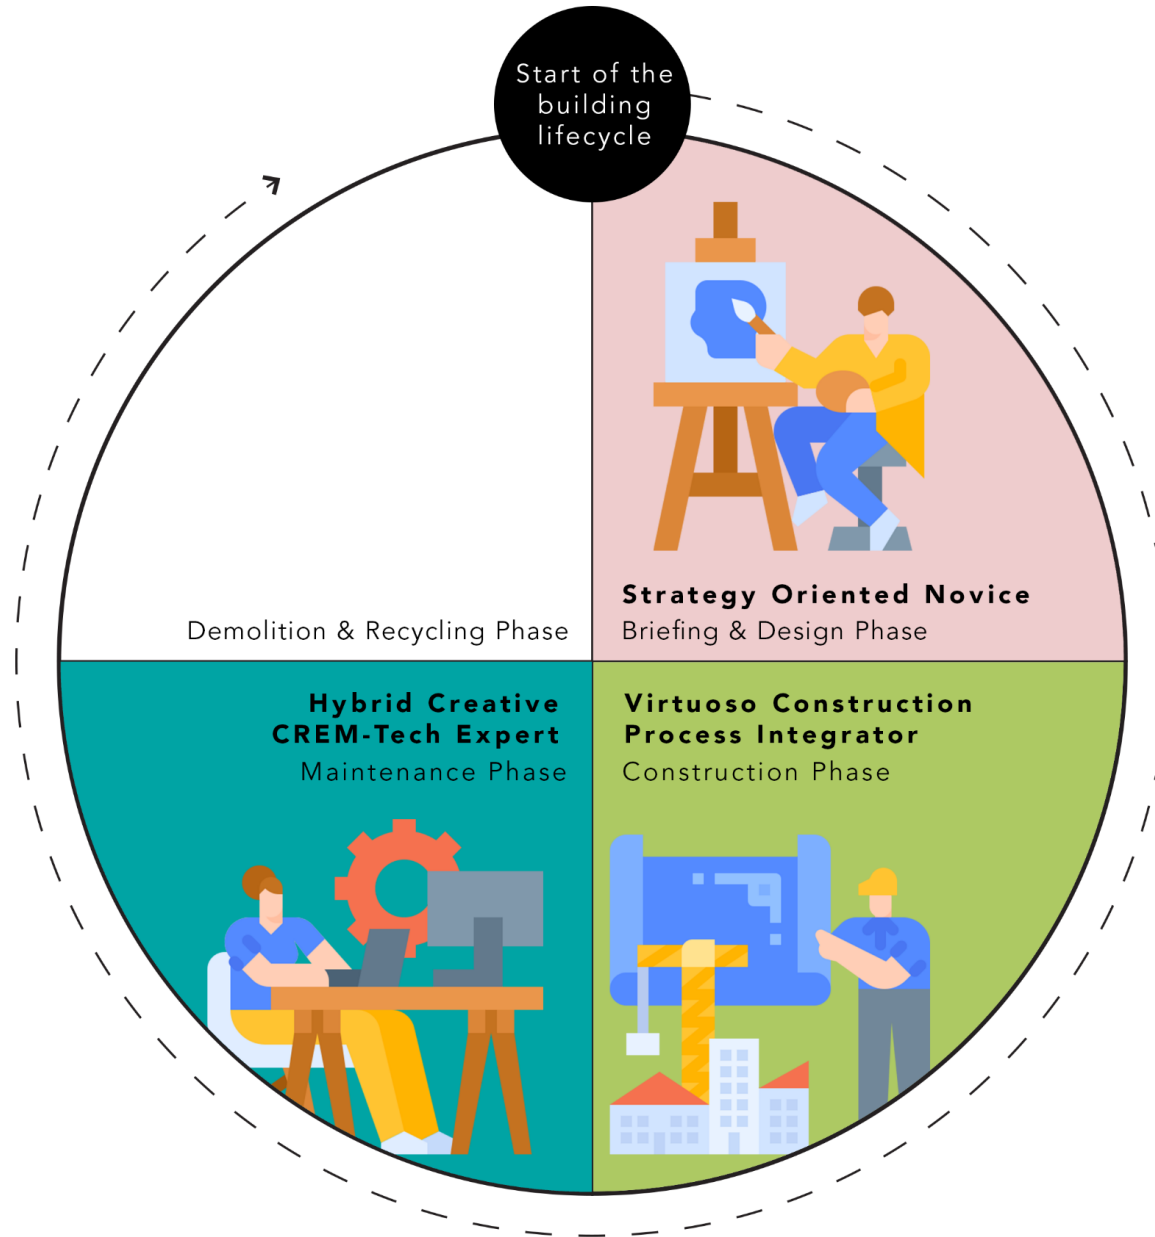 Start of the
building
lifecycle
Strategy Oriented Novice
Briefing & Design Phase
Demolition & Recycling Phase
Hybrid Creative
CREM-Tech Expert
Maintenance Phase
Virtuoso Construction
Process Integrator
Construction Phase